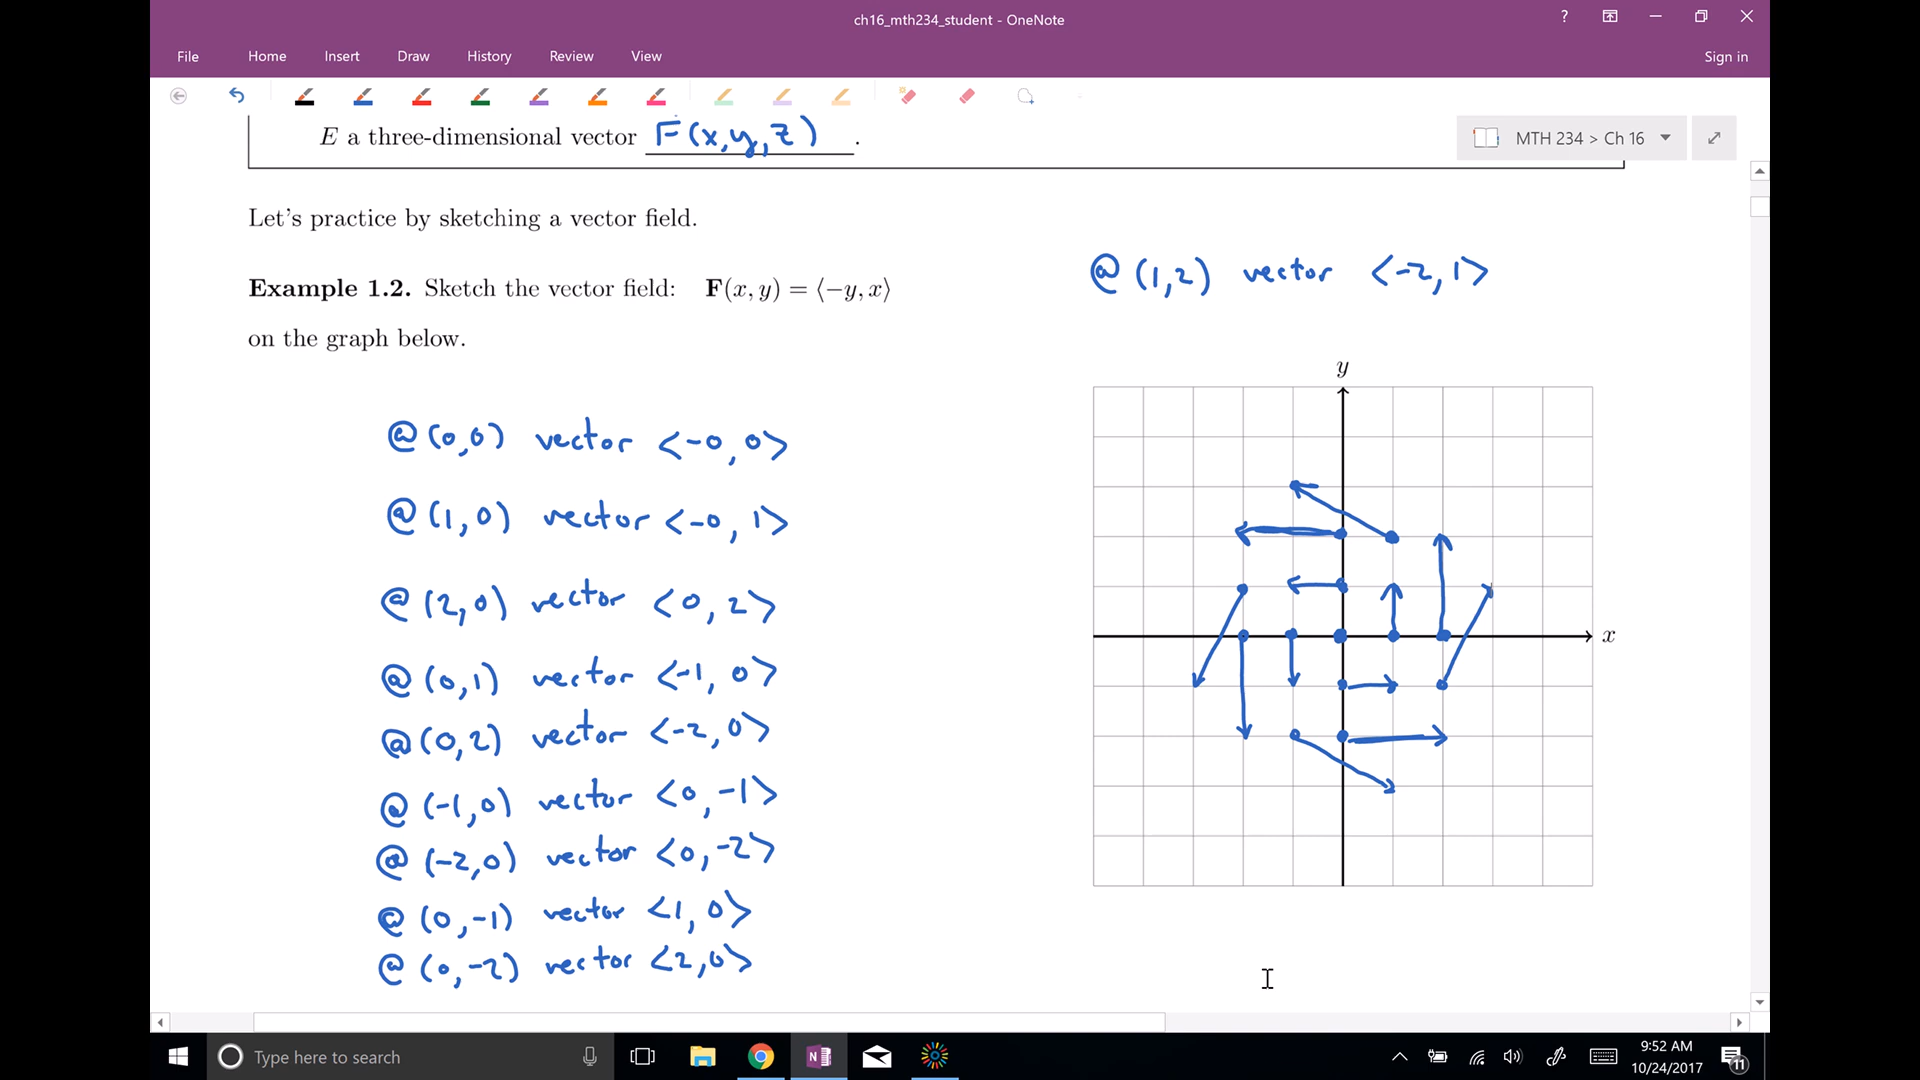 ch16_mth234_student - OneNote
?
File Home Insert Draw History Review View Sign in
E a three-dimensional vector F(x,y,z) .
MTH 234 > Ch 16
Let's practice by sketching a vector field.
@ (1,2) vector <-2,1>
Example 1.2. Sketch the vector field: F(x, y) = ⟨−y, x⟩
on the graph below.
y
x
@ (0,0) vector <-0, 0>
@ (1,0) vector <-0, 1>
@ (2,0) vector <0, 2>
@ (0,1) vector <-1, 0>
@ (0,2) vector <-2, 0>
@ (-1,0) vector <0, -1>
@ (-2,0) vector <0, -2>
@ (0,-1) vector <1, 0>
@ (0,-2) vector <2,0>
Type here to search
9:52 AM
10/24/2017
11